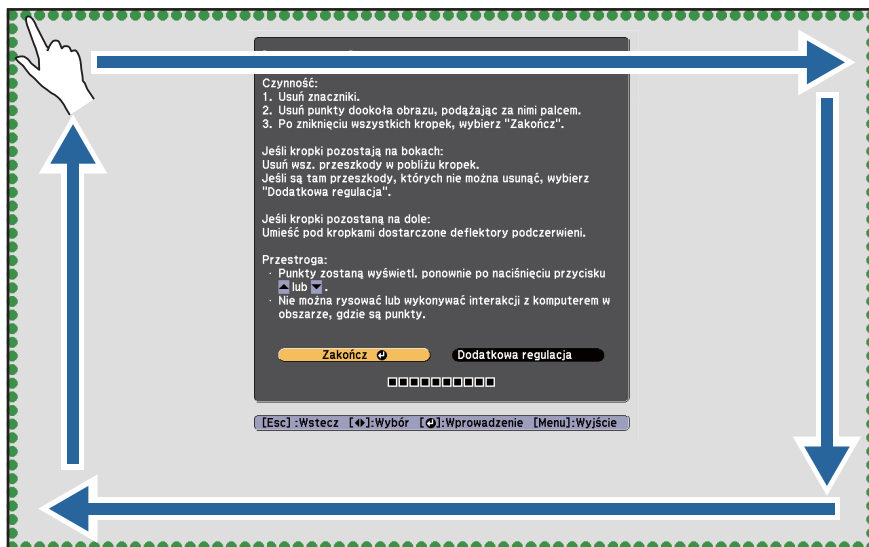 Czynność:
1. Usuń znaczniki.
2. Usuń punkty dookoła obrazu, podążając za nimi palcem.
3. Po zniknięciu wszystkich kropek, wybierz "Zakończ".
Jeśli kropki pozostają na bokach:
Usuń wsz. przeszkody w pobliżu kropek.
Jeśli są tam przeszkody, których nie można usunąć, wybierz
"Dodatkowa regulacja".
Jeśli kropki pozostaną na dole:
Umieść pod kropkami dostarczone deflektory podczerwieni.
Przestroga:
· Punkty zostaną wyświetl. ponownie po naciśnięciu przycisku
lub .
· Nie można rysować lub wykonywać interakcji z komputerem w
obszarze, gdzie są punkty.
Zakończ Dodatkowa regulacja
[Esc] :Wstecz [◆]:Wybór [↵]:Wprowadzenie [Menu]:Wyjście